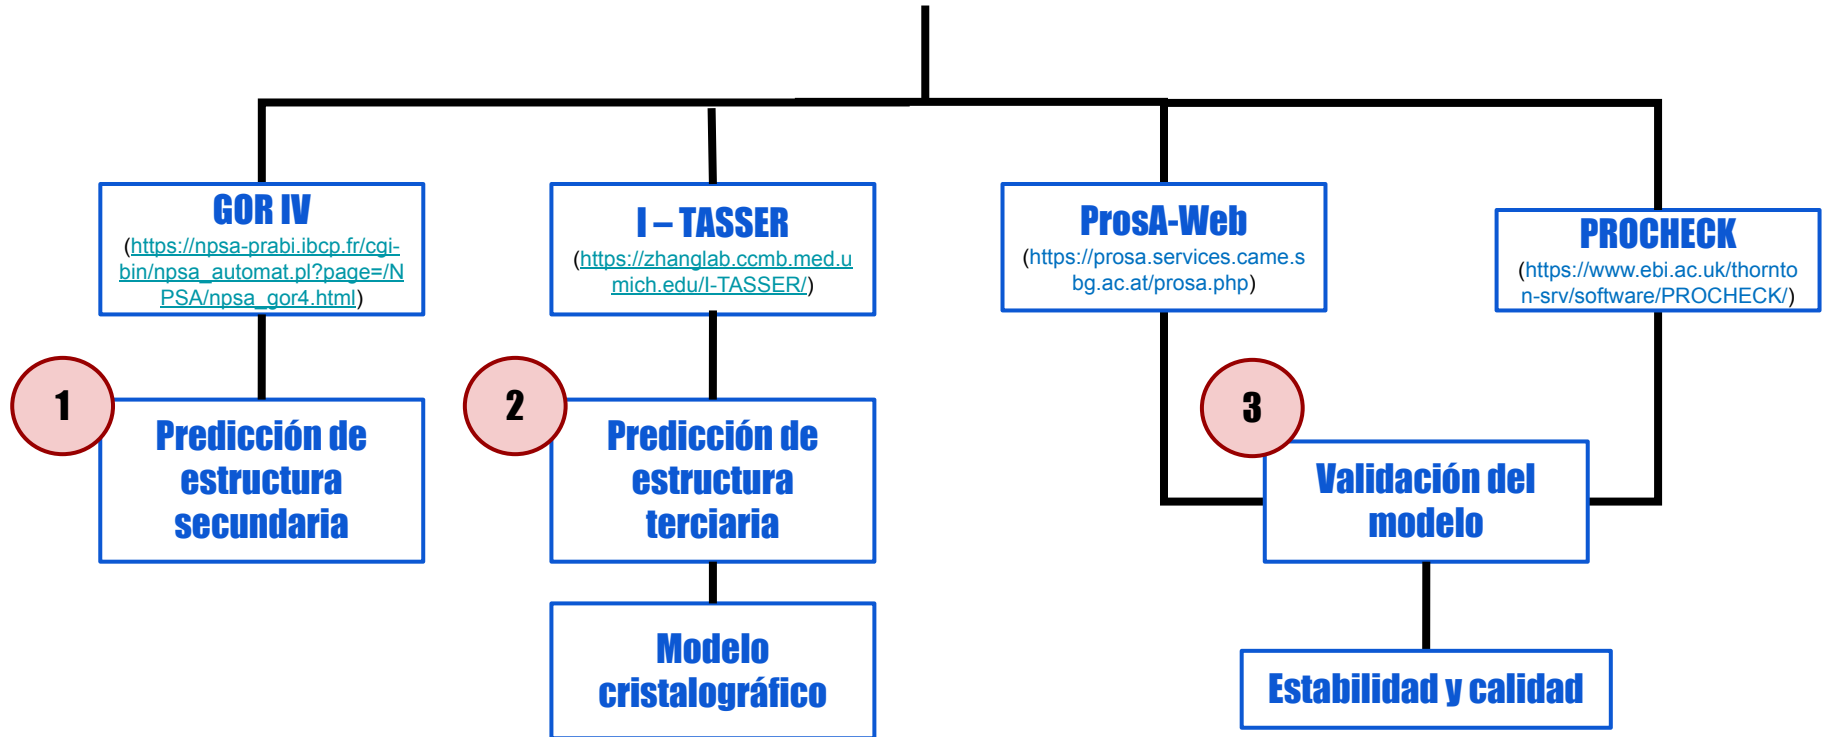 GOR IV
(https://npsa-prabi.ibcp.fr/cgi-
bin/npsa_automat.pl?page=/N
PSA/npsa_gor4.html)
I – TASSER
(https://zhanglab.ccmb.med.u
mich.edu/I-TASSER/)
ProsA-Web
(https://prosa.services.came.s
bg.ac.at/prosa.php)
PROCHECK
(https://www.ebi.ac.uk/thornto
n-srv/software/PROCHECK/)
1
Predicción de
estructura
secundaria
2
Predicción de
estructura
terciaria
3
Validación del
modelo
Modelo
cristalográfico
Estabilidad y calidad